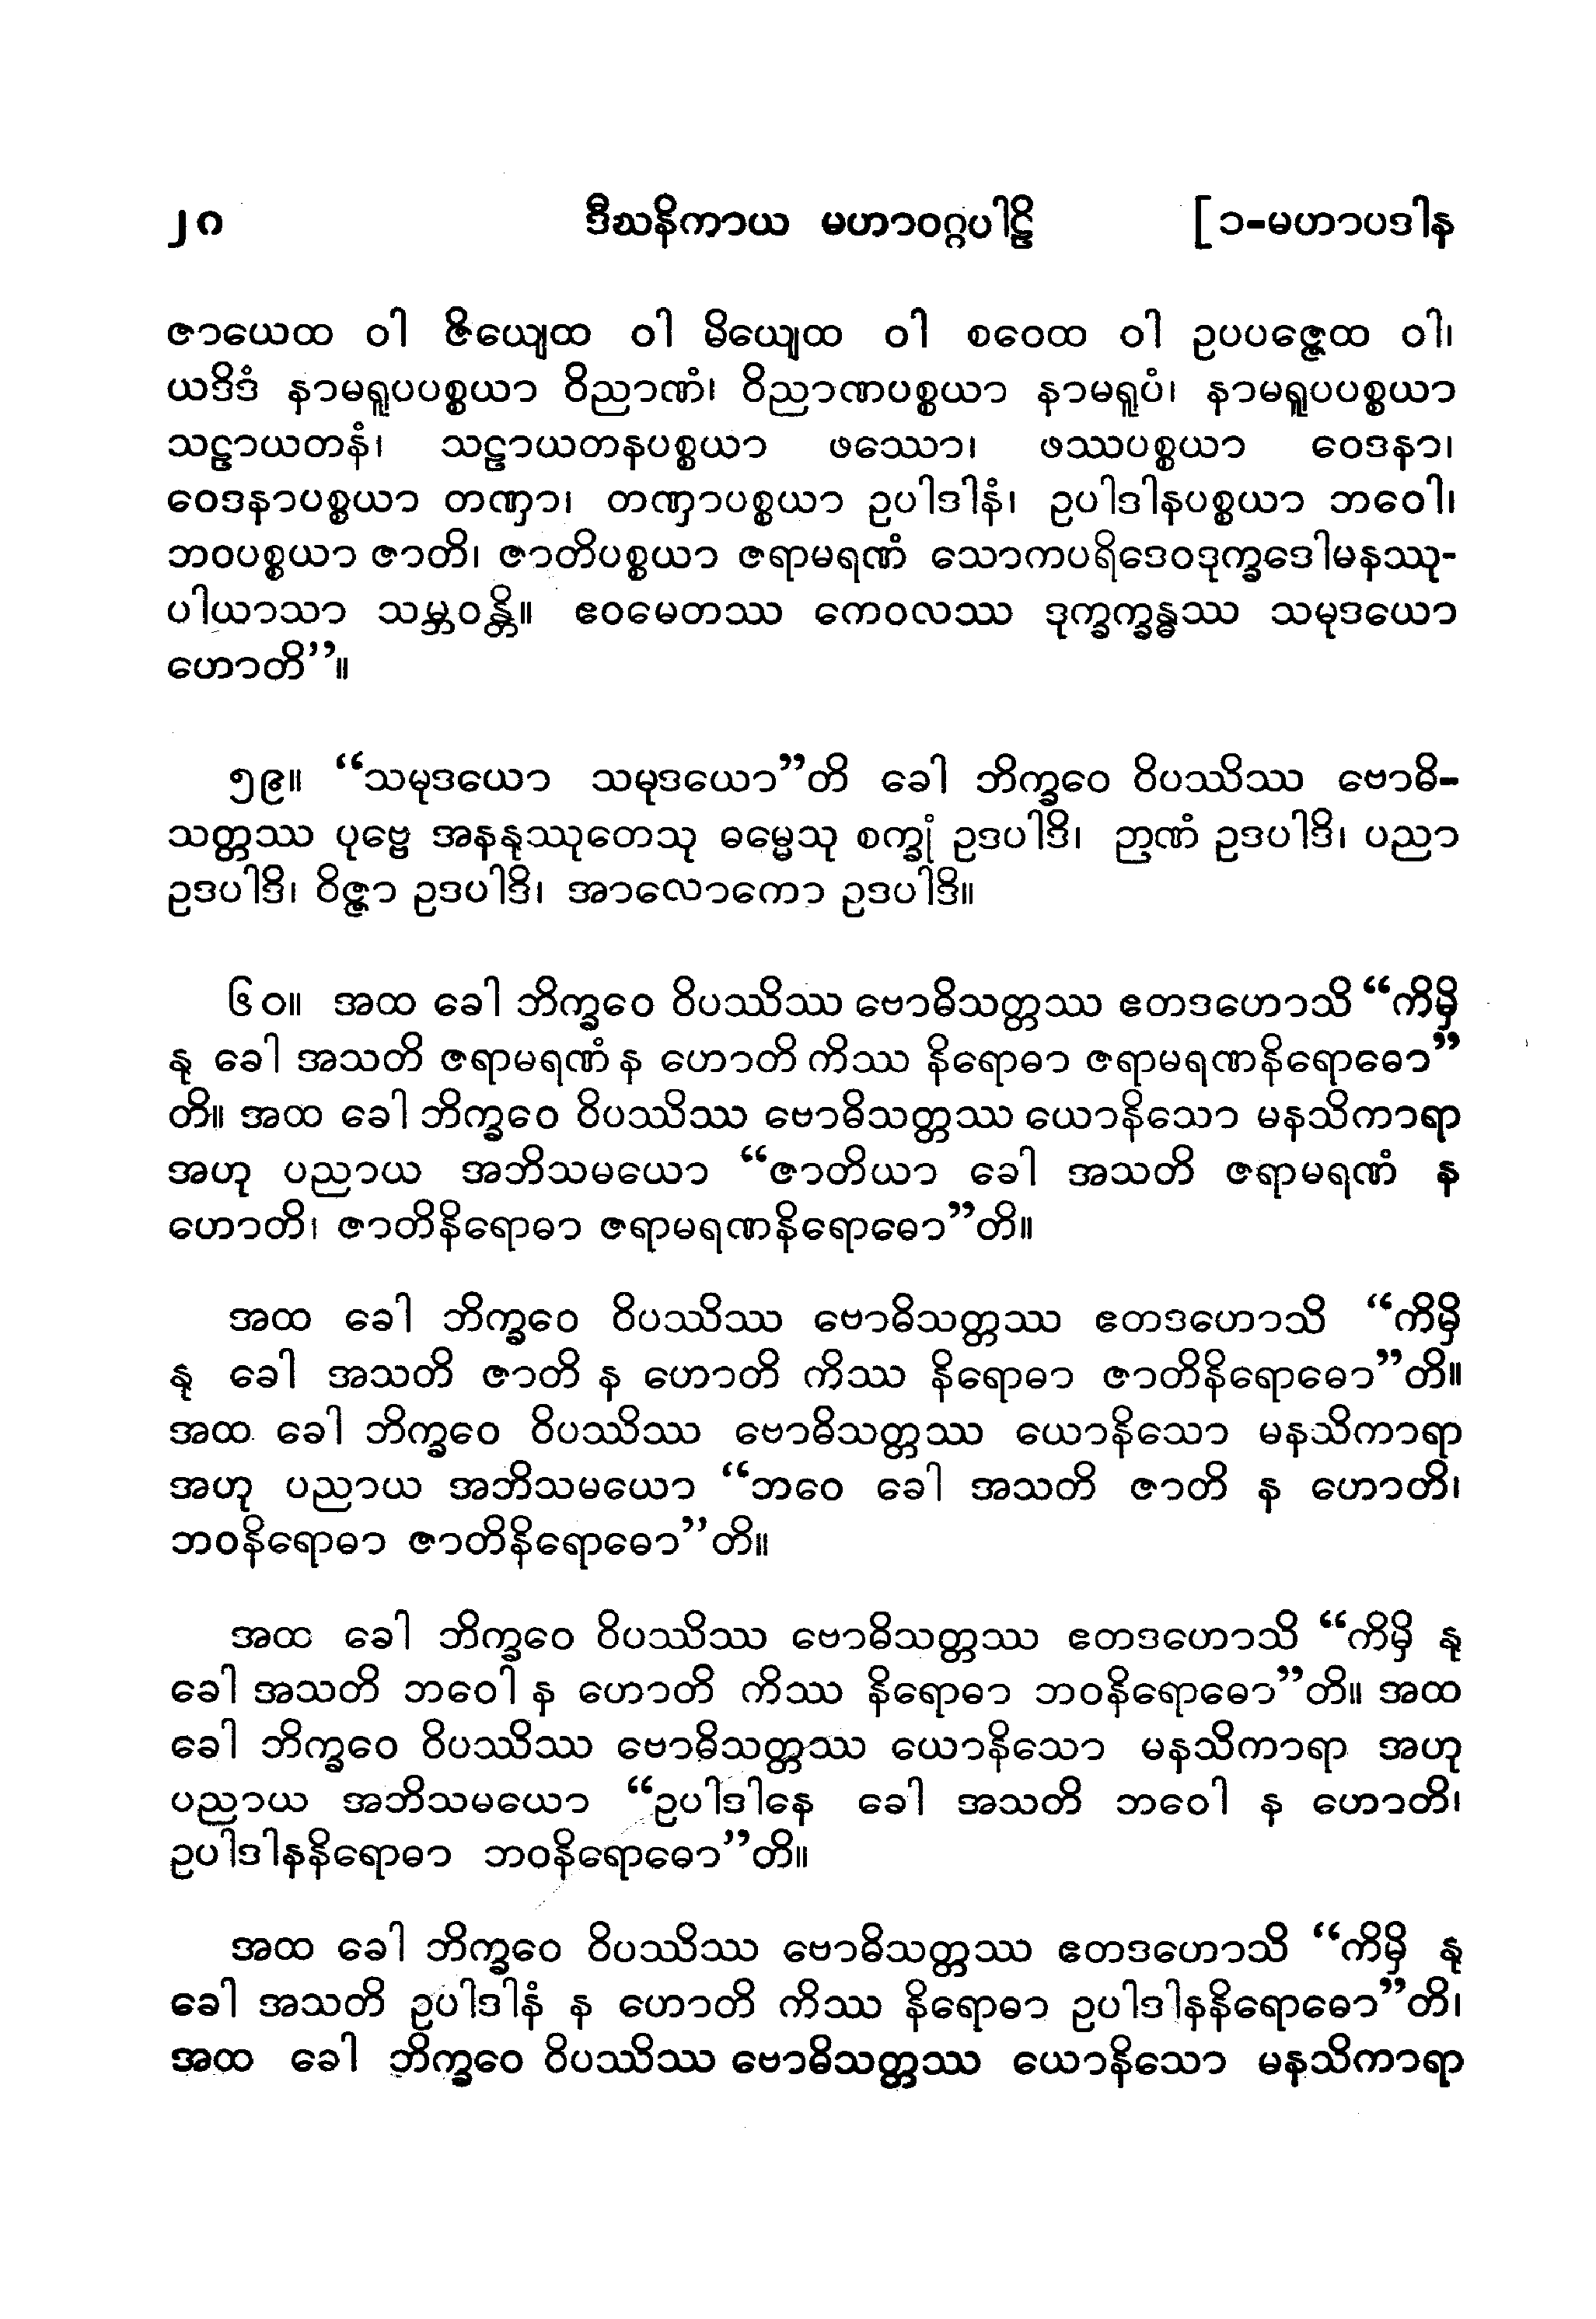 ၂၈ ဒီဃနိကာယ မဟာဝဂ္ဂပါဠိ [၁-မဟာပဒါန
ဇာယေထ ဝါ ဇိယျေထ ဝါ မိယျေထ ဝါ စဝေထ ဝါ ဥပပဇ္ဇေထ ဝါ၊
ယဒိဒံ နာမရူပပစ္စယာ ဝိညာဏံ၊ ဝိညာဏပစ္စယာ နာမရူပံ၊ နာမရူပပစ္စယာ
သဠာယတနံ၊ သဠာယတနပစ္စယာ ဖဿော၊ ဖဿပစ္စယာ ဝေဒနာ၊
ဝေဒနာပစ္စယာ တဏှာ၊ တဏှာပစ္စယာ ဥပါဒါနံ၊ ဥပါဒါနပစ္စယာ ဘဝေါ၊
ဘဝပစ္စယာ ဇာတိ၊ ဇာတိပစ္စယာ ဇရာမရဏံ သောကပရိဒေဝဒုက္ခဒေါမနဿု-
ပါယာသာ သမ္ဘဝန္တိ။ ဧဝမေတဿ ကေဝလဿ ဒုက္ခက္ခန္ဓဿ သမုဒယော
ဟောတိ’’။
၅၉။ “သမုဒယော သမုဒယော”တိ ခေါ ဘိက္ခဝေ ဝိပဿိဿ ဗောဓိ-
သတ္တဿ ပုဗ္ဗေ အနနုဿုတေသု ဓမ္မေသု စက္ခုံ ဥဒပါဒိ၊ ဉာဏံ ဥဒပါဒိ၊ ပညာ
ဥဒပါဒိ၊ ဝိဇ္ဇာ ဥဒပါဒိ၊ အာလောကော ဥဒပါဒိ။
၆ဝ။ အထ ခေါ ဘိက္ခဝေ ဝိပဿိဿ ဗောဓိသတ္တဿ ဧတဒဟောသိ “ကိမှိ
နု ခေါ အသတိ ဇရာမရဏံ န ဟောတိ ကိဿ နိရောဓာ ဇရာမရဏနိရောဓော”
တိ။ အထ ခေါ ဘိက္ခဝေ ဝိပဿိဿ ဗောဓိသတ္တဿ ယောနိသော မနသိကာရာ
အဟု ပညာယ အဘိသမယော “ဇာတိယာ ခေါ အသတိ ဇရာမရဏံ န
ဟောတိ၊ ဇာတိနိရောဓာ ဇရာမရဏနိရောဓော”တိ။
အထ ခေါ ဘိက္ခဝေ ဝိပဿိဿ ဗောဓိသတ္တဿ ဧတဒဟောသိ “ကိမှိ
နု ခေါ အသတိ ဇာတိ န ဟောတိ ကိဿ နိရောဓာ ဇာတိနိရောဓော”တိ။
အထ ခေါ ဘိက္ခဝေ ဝိပဿိဿ ဗောဓိသတ္တဿ ယောနိသော မနသိကာရာ
အဟု ပညာယ အဘိသမယော “ဘဝေ ခေါ အသတိ ဇာတိ န ဟောတိ၊
ဘဝနိရောဓာ ဇာတိနိရောဓော”တိ။
အထ ခေါ ဘိက္ခဝေ ဝိပဿိဿ ဗောဓိသတ္တဿ ဧတဒဟောသိ “ကိမှိ နု
ခေါ အသတိ ဘဝေါ န ဟောတိ ကိဿ နိရောဓာ ဘဝနိရောဓော”တိ။ အထ
ခေါ ဘိက္ခဝေ ဝိပဿိဿ ဗောဓိသတ္တဿ ယောနိသော မနသိကာရာ အဟု
ပညာယ အဘိသမယော “ဥပါဒါနေ ခေါ အသတိ ဘဝေါ န ဟောတိ၊
ဥပါဒါနနိရောဓာ ဘဝနိရောဓော”တိ။
အထ ခေါ ဘိက္ခဝေ ဝိပဿိဿ ဗောဓိသတ္တဿ ဧတဒဟောသိ “ကိမှိ နု
ခေါ အသတိ ဥပါဒါနံ န ဟောတိ ကိဿ နိရောဓာ ဥပါဒါနနိရောဓော”တိ၊
အထ ခေါ ဘိက္ခဝေ ဝိပဿိဿ ဗောဓိသတ္တဿ ယောနိသော မနသိကာရာ